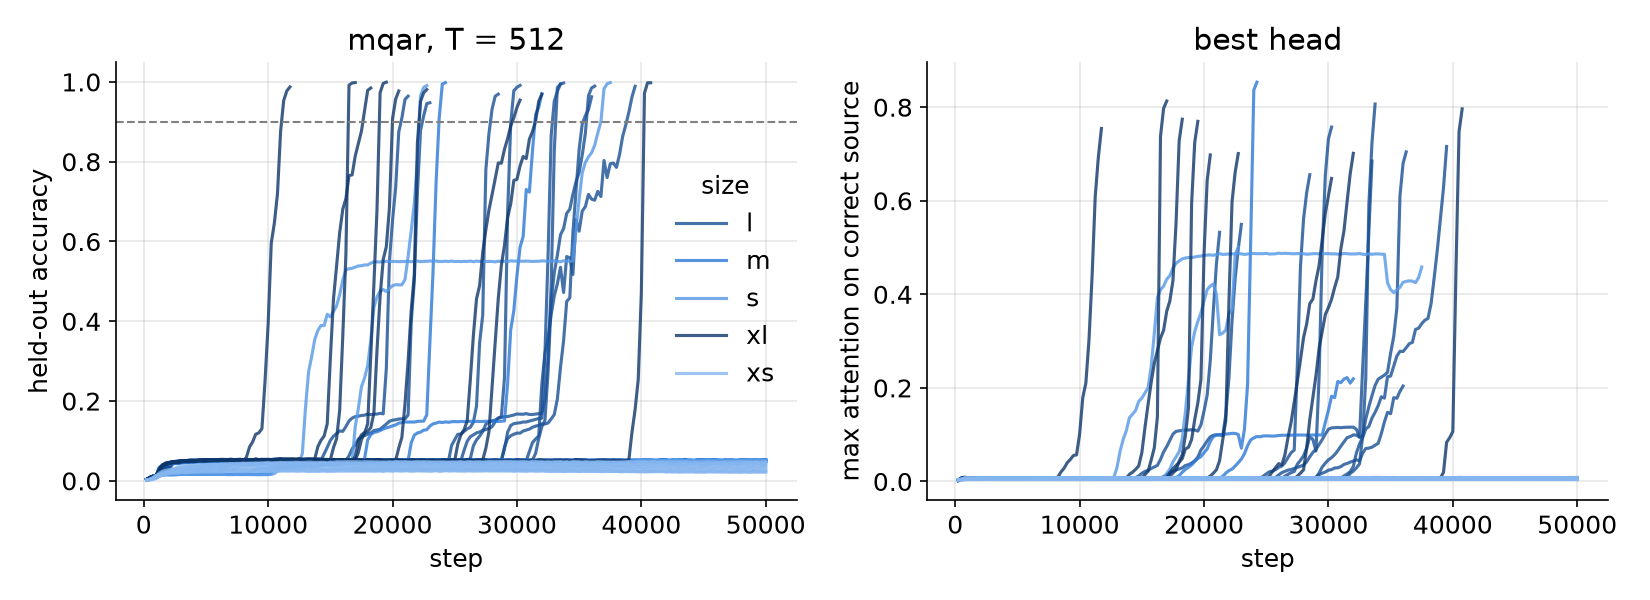 mqar, T = 512
held-out accuracy
1.0
0.8
0.6
0.4
0.2
0.0
0
10000
20000
30000
40000
50000
step
size
l
m
s
xl
xs
best head
max attention on correct source
0.8
0.6
0.4
0.2
0.0
0
10000
20000
30000
40000
50000
step